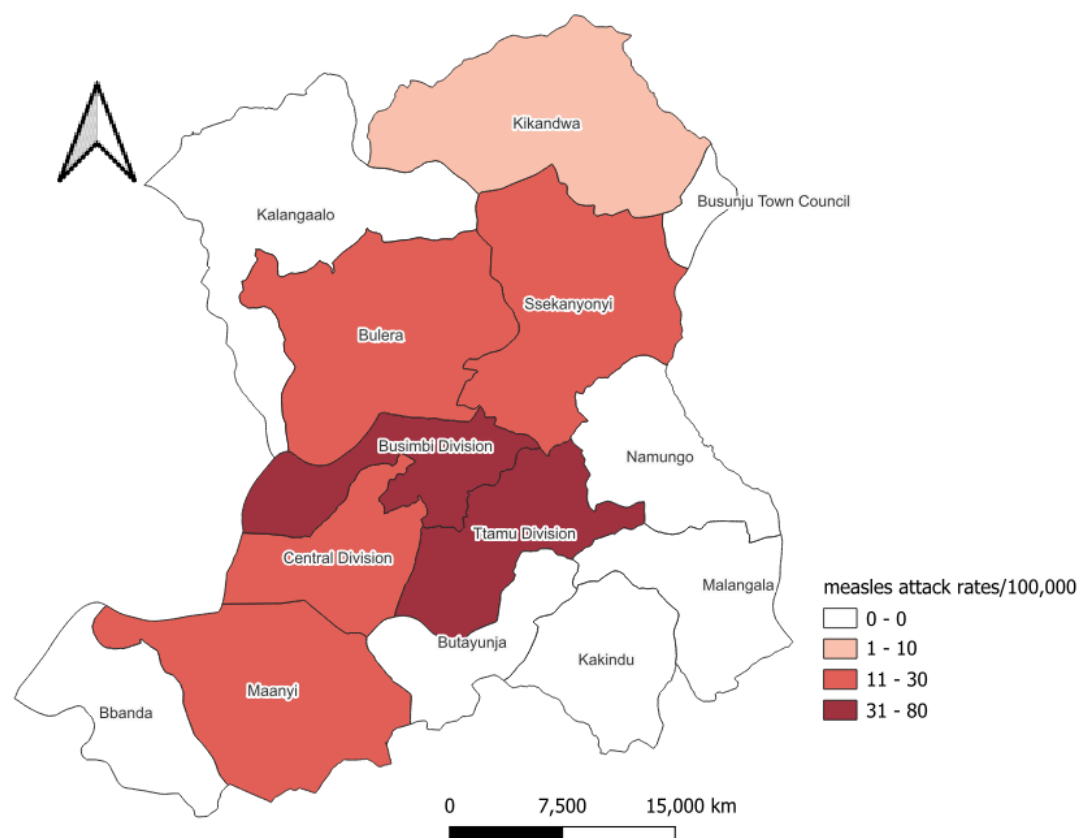 Kikandwa
Busunju Town Council
Kalangaalo
Ssekanyonyi
Bulera
Busimbi Division
Namungo
Ttamu Division
Central Division
Malangala
Butayunja
Kakindu
Maanyi
Bbanda
measles attack rates/100,000
0 - 0
1 - 10
11 - 30
31 - 80
0 7,500 15,000 km